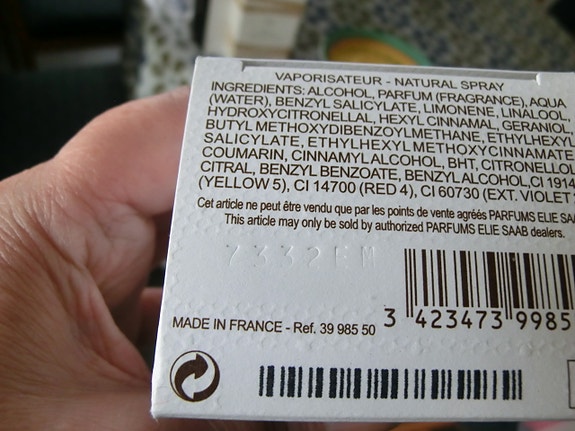 VAPORISATEUR - NATURAL SPRAY
INGREDIENTS: ALCOHOL, PARFUM (FRAGRANCE), AQUA
(WATER), BENZYL SALICYLATE, LIMONENE, LINALOOL,
HYDROXYCITRONELLAL, HEXYL CINNAMAL, GERANIOL,
BUTYL METHOXYDIBENZOYLMETHANE, ETHYLHEXYL
SALICYLATE, ETHYLHEXYL METHOXYCINNAMATE,
COUMARIN, CINNAMYL ALCOHOL, BHT, CITRONELLOL,
CITRAL, BENZYL BENZOATE, BENZYL ALCOHOL,CI 1914
(YELLOW 5), CI 14700 (RED 4), CI 60730 (EXT. VIOLET
Cet article ne peut être vendu que par les points de vente agréés PARFUMS ELIE SAA
This article may only be sold by authorized PARFUMS ELIE SAAB dealers.
7332EM
MADE IN FRANCE - Ref. 39 985 50
3 423473 9985